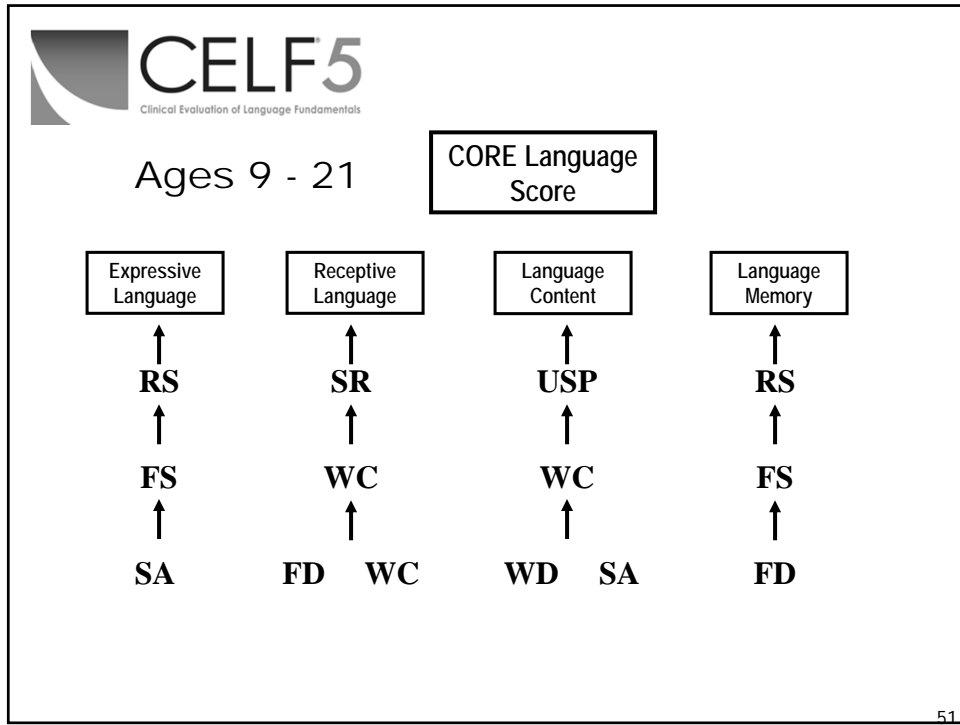 CELF5
Clinical Evaluation of Language Fundamentals
Ages 9 - 21
CORE Language
Score
Expressive
Language
Receptive
Language
Language
Content
Language
Memory
RS SR USP RS
FS WC WC FS
SA FD WC WD SA FD
51